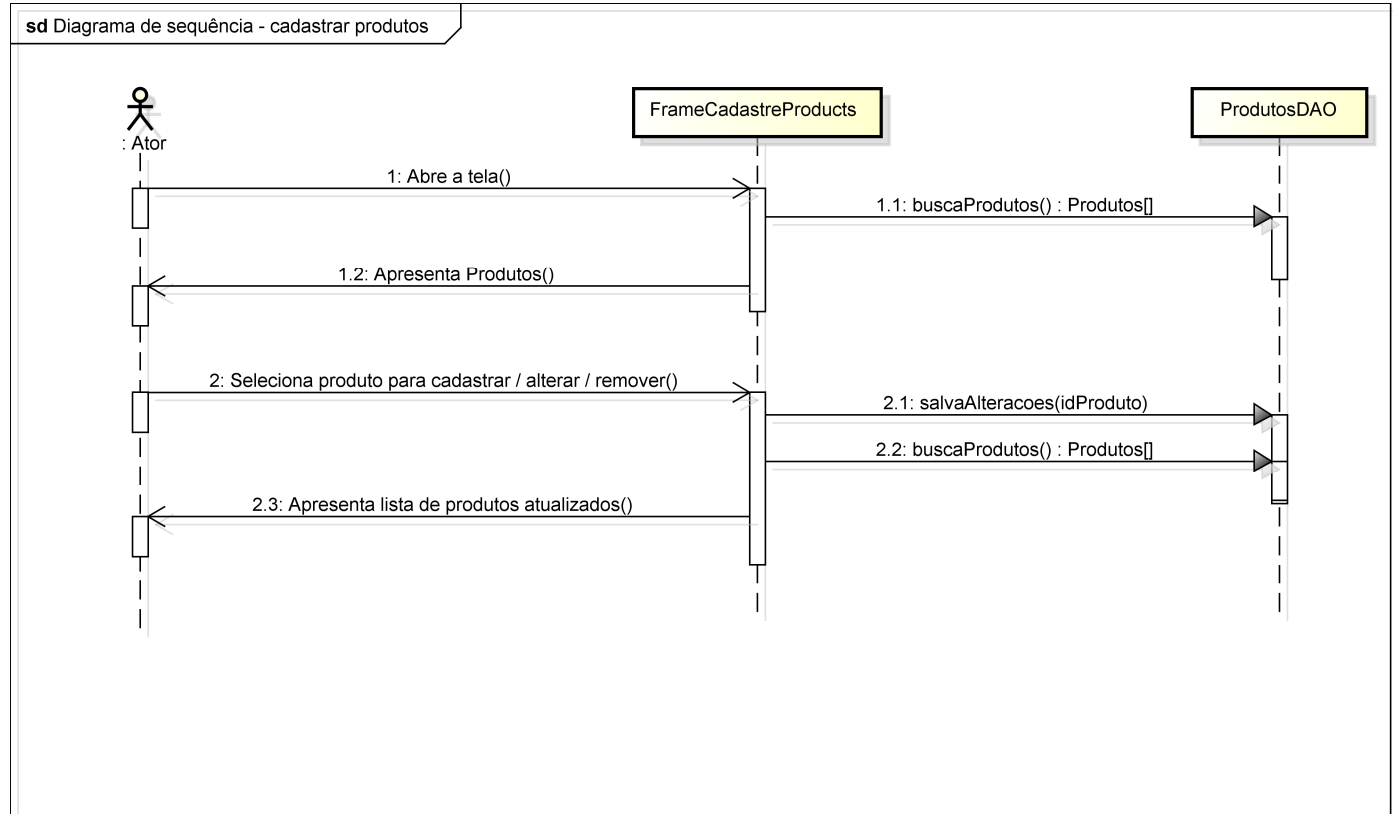 sd Diagrama de sequência - cadastrar produtos
: Ator
FrameCadastreProducts
ProdutosDAO
1: Abre a tela()
1.1: buscaProdutos() : Produtos[]
1.2: Apresenta Produtos()
2: Seleciona produto para cadastrar / alterar / remover()
2.1: salvaAlteracoes(idProduto)
2.2: buscaProdutos() : Produtos[]
2.3: Apresenta lista de produtos atualizados()